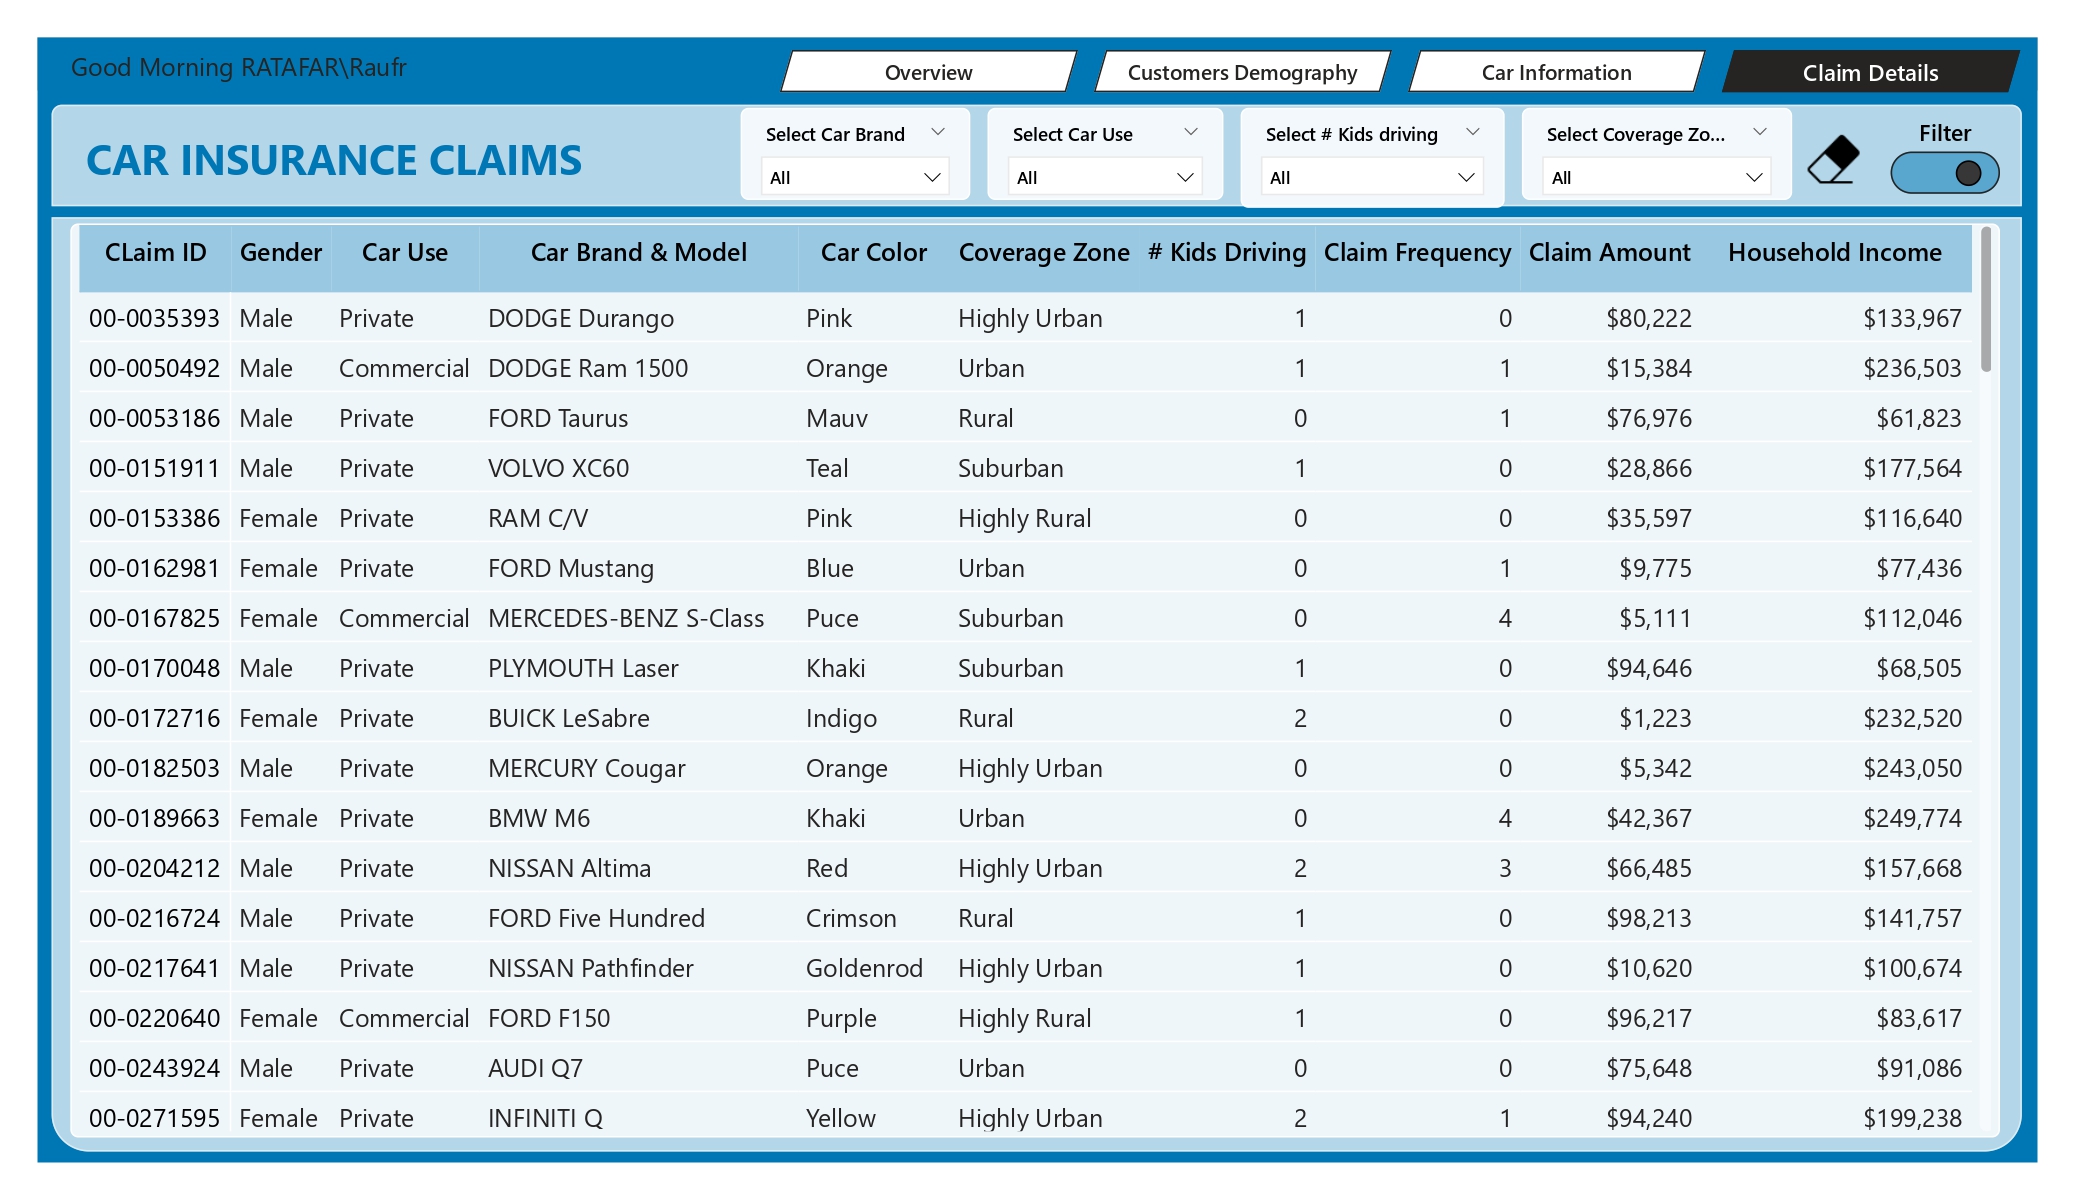 Good Morning RATAFAR\Raufr
Overview
Customers Demography
Car Information
Claim Details
CAR INSURANCE CLAIMS
Select Car Brand
All
Select Car Use
All
Select # Kids driving
All
Select Coverage Zo...
All
Filter
CLaim ID Gender Car Use Car Brand & Model Car Color Coverage Zone # Kids Driving Claim Frequency Claim Amount Household Income
00-0035393 Male Private DODGE Durango Pink Highly Urban 1 0 $80,222 $133,967
00-0050492 Male Commercial DODGE Ram 1500 Orange Urban 1 1 $15,384 $236,503
00-0053186 Male Private FORD Taurus Mauv Rural 0 1 $76,976 $61,823
00-0151911 Male Private VOLVO XC60 Teal Suburban 1 0 $28,866 $177,564
00-0153386 Female Private RAM C/V Pink Highly Rural 0 0 $35,597 $116,640
00-0162981 Female Private FORD Mustang Blue Urban 0 1 $9,775 $77,436
00-0167825 Female Commercial MERCEDES-BENZ S-Class Puce Suburban 0 4 $5,111 $112,046
00-0170048 Male Private PLYMOUTH Laser Khaki Suburban 1 0 $94,646 $68,505
00-0172716 Female Private BUICK LeSabre Indigo Rural 2 0 $1,223 $232,520
00-0182503 Male Private MERCURY Cougar Orange Highly Urban 0 0 $5,342 $243,050
00-0189663 Female Private BMW M6 Khaki Urban 0 4 $42,367 $249,774
00-0204212 Male Private NISSAN Altima Red Highly Urban 2 3 $66,485 $157,668
00-0216724 Male Private FORD Five Hundred Crimson Rural 1 0 $98,213 $141,757
00-0217641 Male Private NISSAN Pathfinder Goldenrod Highly Urban 1 0 $10,620 $100,674
00-0220640 Female Commercial FORD F150 Purple Highly Rural 1 0 $96,217 $83,617
00-0243924 Male Private AUDI Q7 Puce Urban 0 0 $75,648 $91,086
00-0271595 Female Private INFINITI Q Yellow Highly Urban 2 1 $94,240 $199,238